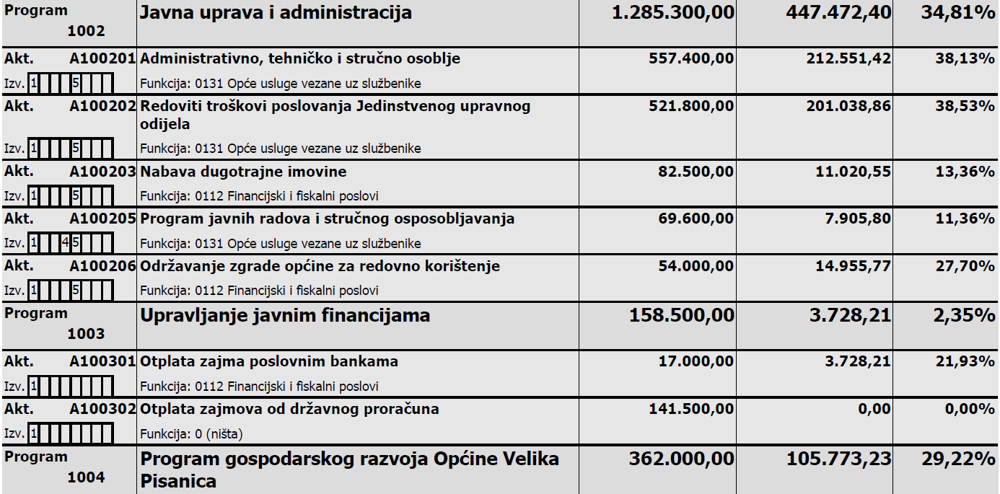 Program Javna uprava i administracija 1.285.300,00 447.472,40 34,81%
1002
Akt. A100201 Administrativno, tehničko i stručno osoblje 557.400,00 212.551,42 38,13%
Izv. 1 5 Funkcija: 0131 Opće usluge vezane uz službenike
Akt. A100202 Redoviti troškovi poslovanja Jedinstvenog upravnog 521.800,00 201.038,86 38,53%
odijela
Izv. 1 5 Funkcija: 0131 Opće usluge vezane uz službenike
Akt. A100203 Nabava dugotrajne imovine 82.500,00 11.020,55 13,36%
Izv. 1 5 Funkcija: 0112 Financijski i fiskalni poslovi
Akt. A100205 Program javnih radova i stručnog osposobljavanja 69.600,00 7.905,80 11,36%
Izv. 1 4 5 Funkcija: 0131 Opće usluge vezane uz službenike
Akt. A100206 Održavanje zgrade općine za redovno korištenje 54.000,00 14.955,77 27,70%
Izv. 1 5 Funkcija: 0112 Financijski i fiskalni poslovi
Program Upravljanje javnim financijama 158.500,00 3.728,21 2,35%
1003
Akt. A100301 Otplata zajma poslovnim bankama 17.000,00 3.728,21 21,93%
Izv. 1 Funkcija: 0112 Financijski i fiskalni poslovi
Akt. A100302 Otplata zajmova od državnog proračuna 141.500,00 0,00 0,00%
Izv. 1 Funkcija: 0 (ništa)
Program Program gospodarskog razvoja Općine Velika 362.000,00 105.773,23 29,22%
1004 Pisanica